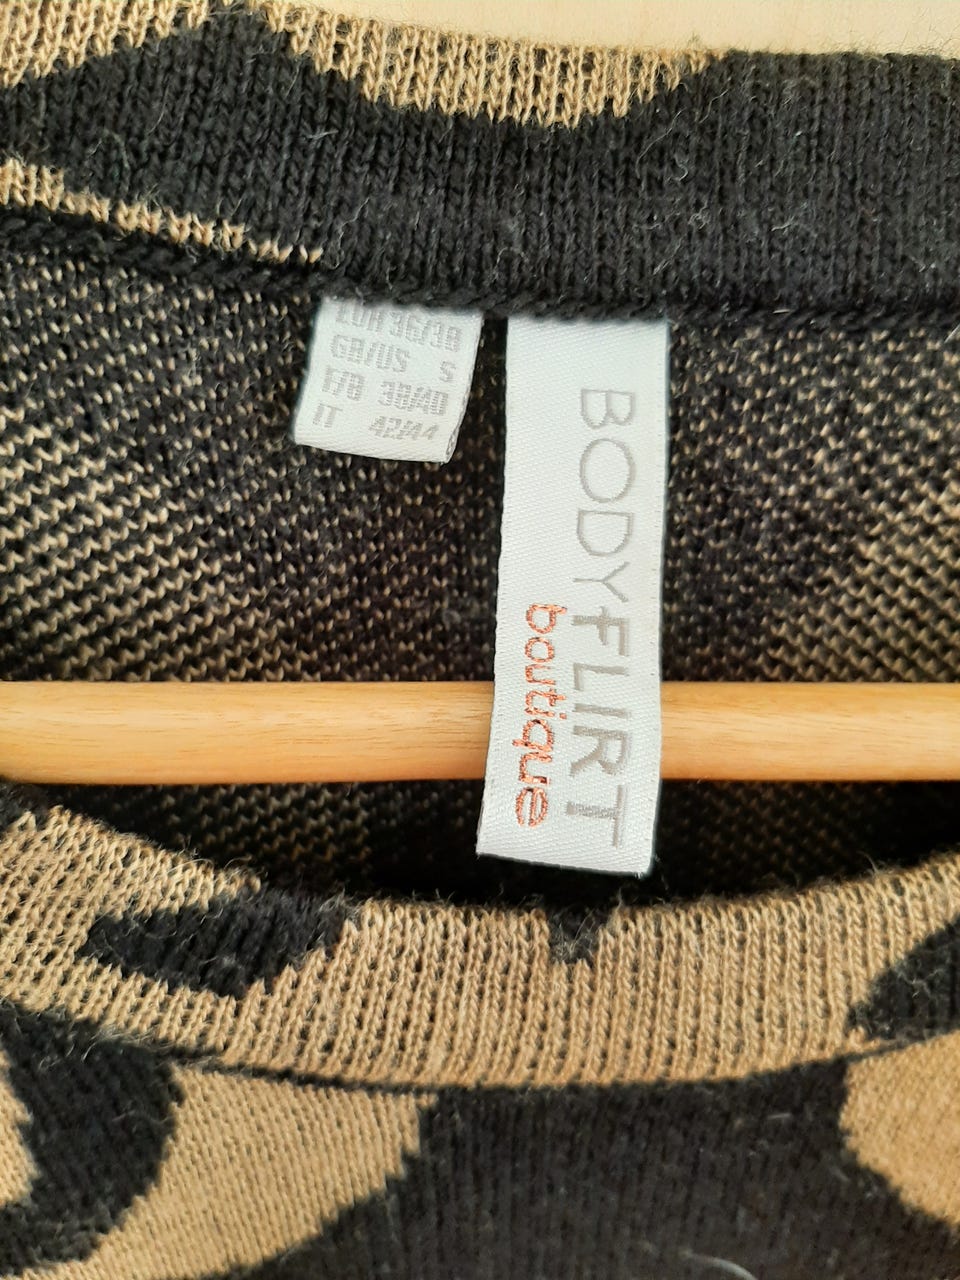 EUR 36/38
GB/US S
F/B 38/40
IT 42/44
BODYFLIRT
boutique